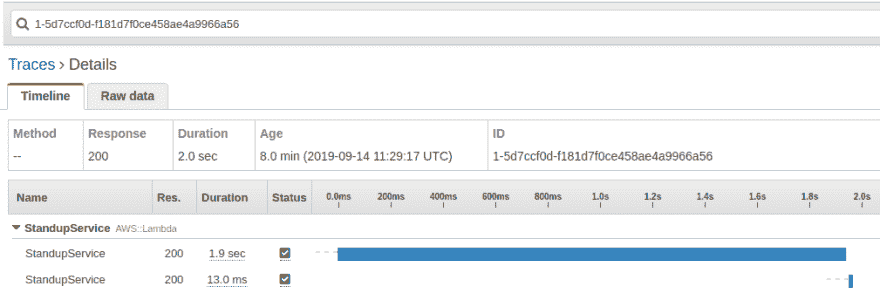 1-5d7ccf0d-f181d7f0ce458ae4a9966a56
Traces > Details
Timeline Raw data
Method Response Duration Age ID
-- 200 2.0 sec 8.0 min (2019-09-14 11:29:17 UTC) 1-5d7ccf0d-f181d7f0ce458ae4a9966a56
Name Res. Duration Status 0.0ms 200ms 400ms 600ms 800ms 1.0s 1.2s 1.4s 1.6s 1.8s 2.0s
StandupService AWS::Lambda
StandupService 200 1.9 sec
StandupService 200 13.0 ms